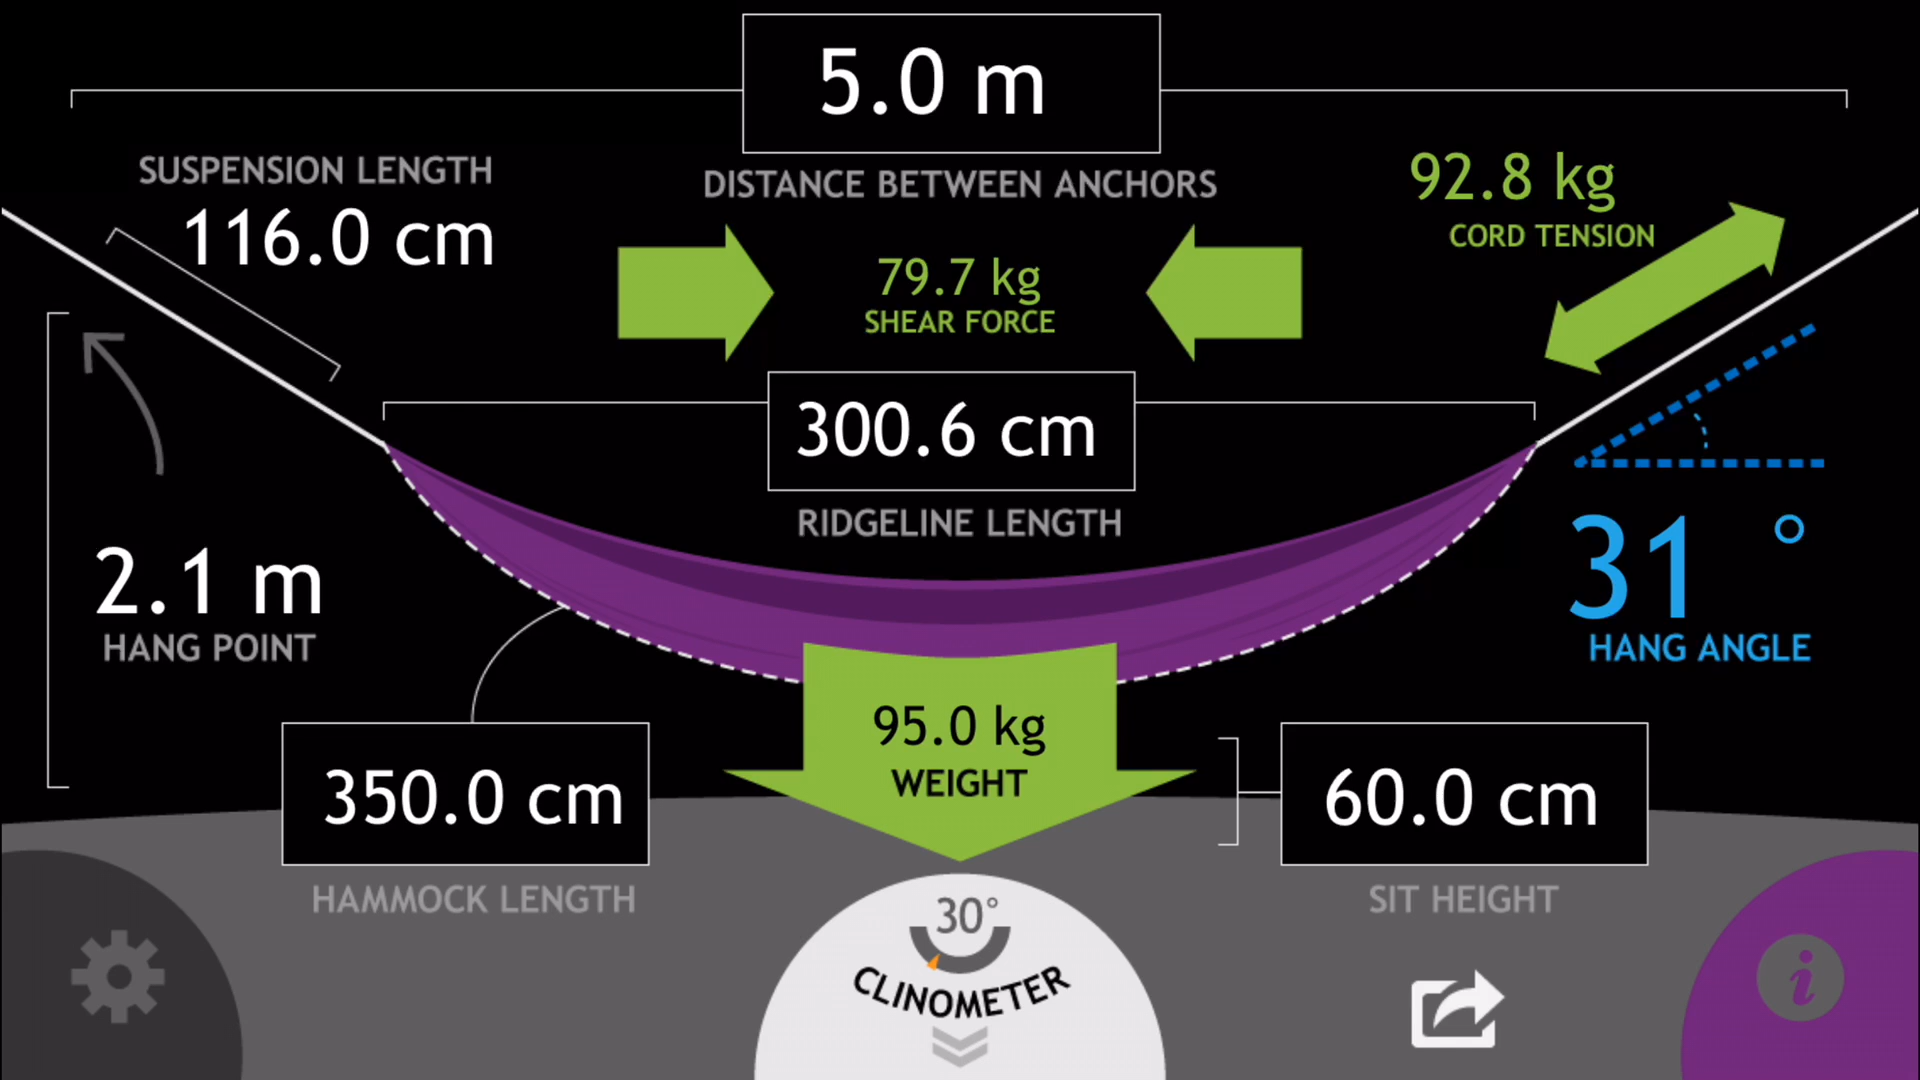 5.0 m
DISTANCE BETWEEN ANCHORS
SUSPENSION LENGTH
116.0 cm
92.8 kg
CORD TENSION
79.7 kg
SHEAR FORCE
300.6 cm
RIDGELINE LENGTH
2.1 m
HANG POINT
31 °
HANG ANGLE
95.0 kg
WEIGHT
350.0 cm
HAMMOCK LENGTH
60.0 cm
SIT HEIGHT
30°
CLINOMETER
i